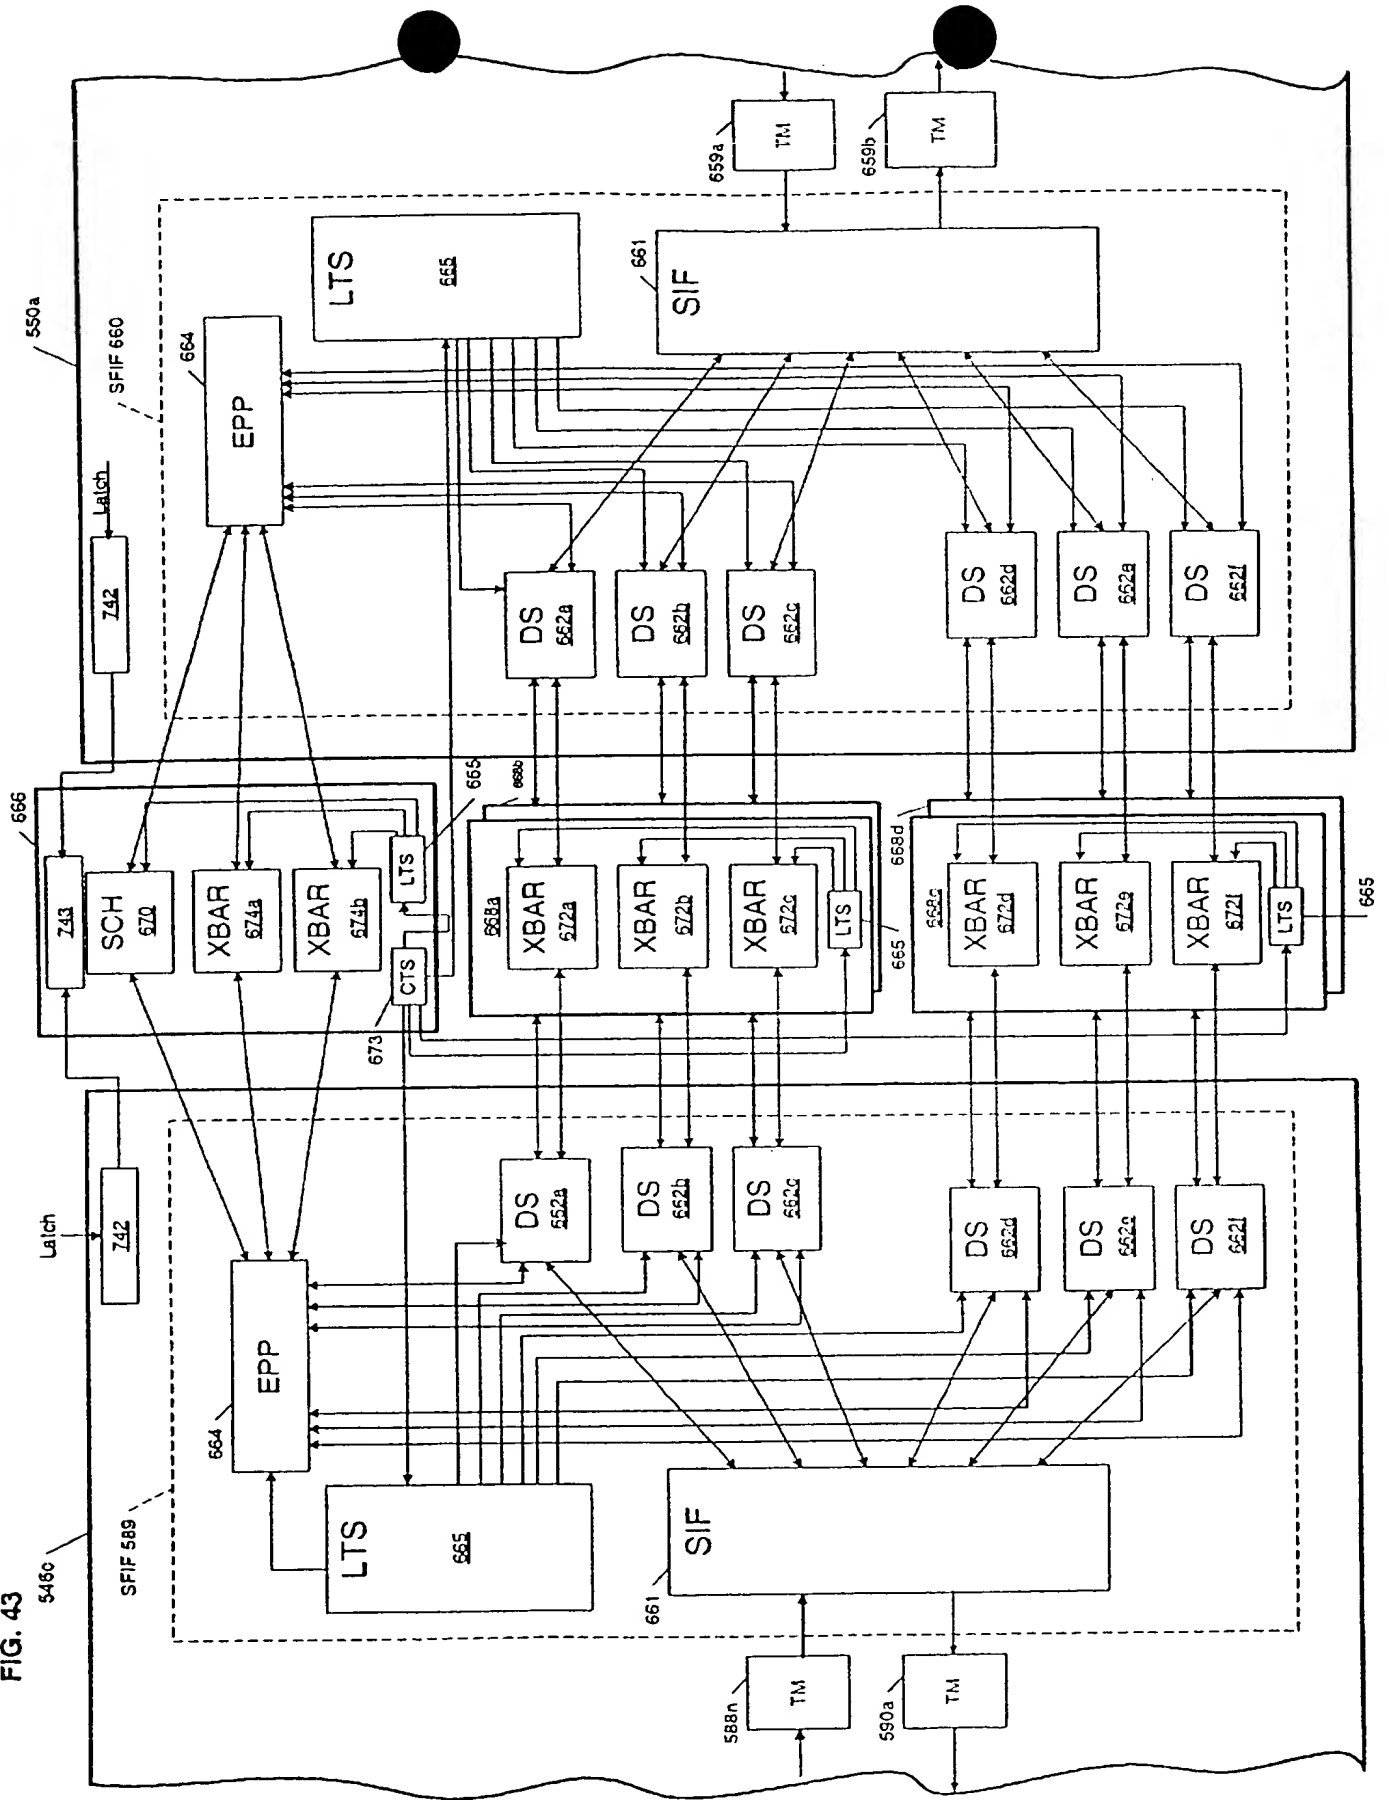 FIG. 43
546c
SFIF 589
Latch
742
664
EPP
LTS
665
661
SIF
588n
TM
590a
TM
DS
652a
DS
662b
DS
662c
DS
662d
DS
662e
DS
662f
666
743
SCH
670
XBAR
674a
XBAR
674b
LTS
665
CTS
673
668a
668b
XBAR
672a
XBAR
672b
XBAR
672c
LTS
665
668c
668d
XBAR
672d
XBAR
672e
XBAR
672f
LTS
665
550a
SFIF 660
Latch
742
664
EPP
LTS
665
661
SIF
659a
TM
659b
TM
DS
662a
DS
662b
DS
662c
DS
662d
DS
662e
DS
662f